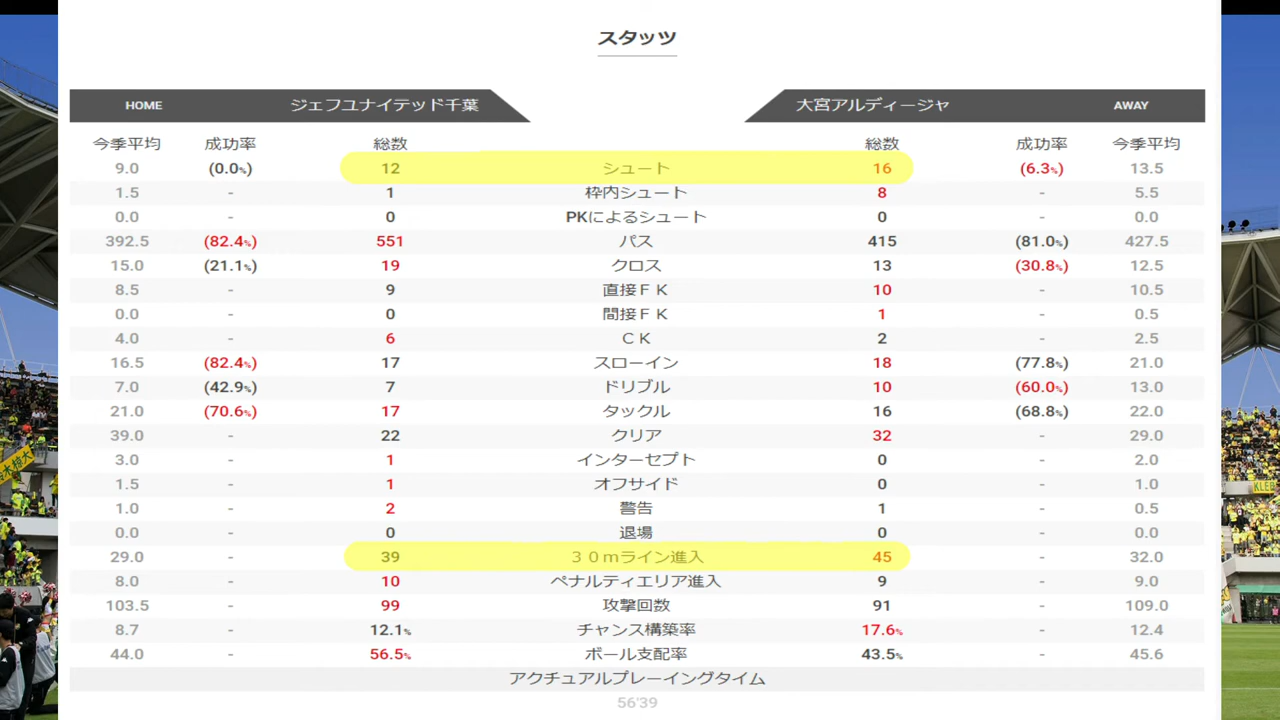 スタッツ
HOME ジェフユナイテッド千葉 大宮アルディージャ AWAY
今季平均 成功率 総数 総数 成功率 今季平均
9.0 (0.0%) 12 シュート 16 (6.3%) 13.5
1.5 - 1 枠内シュート 8 - 5.5
0.0 - 0 PKによるシュート 0 - 0.0
392.5 (82.4%) 551 パス 415 (81.0%) 427.5
15.0 (21.1%) 19 クロス 13 (30.8%) 12.5
8.5 - 9 直接ＦＫ 10 - 10.5
0.0 - 0 間接ＦＫ 1 - 0.5
4.0 - 6 ＣＫ 2 - 2.5
16.5 (82.4%) 17 スローイン 18 (77.8%) 21.0
7.0 (42.9%) 7 ドリブル 10 (60.0%) 13.0
21.0 (70.6%) 17 タックル 16 (68.8%) 22.0
39.0 - 22 クリア 32 - 29.0
3.0 - 1 インターセプト 0 - 2.0
1.5 - 1 オフサイド 0 - 1.0
1.0 - 2 警告 1 - 0.5
0.0 - 0 退場 0 - 0.0
29.0 - 39 ３０ｍライン進入 45 - 32.0
8.0 - 10 ペナルティエリア進入 9 - 9.0
103.5 - 99 攻撃回数 91 - 109.0
8.7 - 12.1% チャンス構築率 17.6% - 12.4
44.0 - 56.5% ボール支配率 43.5% - 45.6
アクチュアルプレーイングタイム
56'39